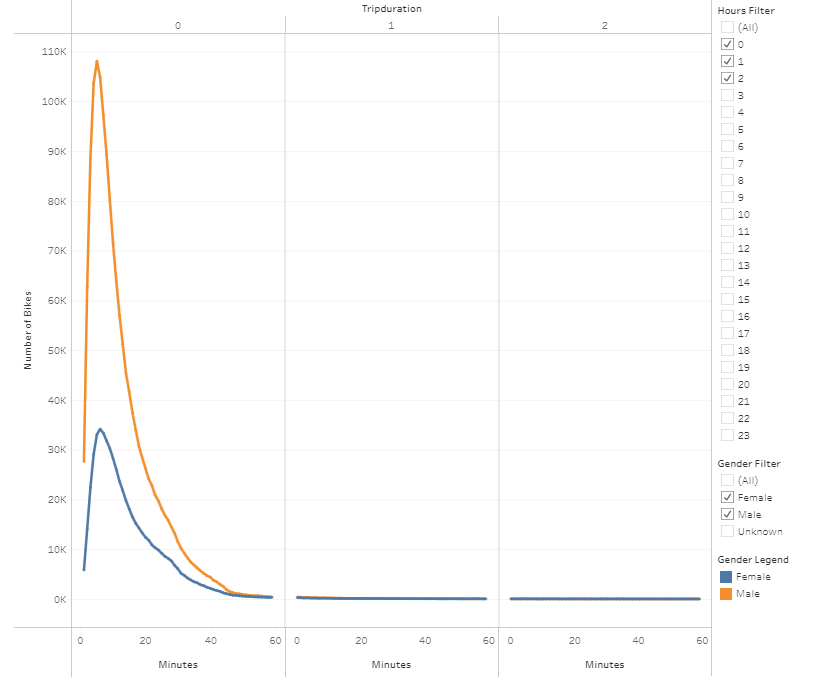 Tripduration
0 1 2
110K
100K
90K
80K
70K
60K
50K
40K
30K
20K
10K
0K
Number of Bikes
0 20 40 60 0 20 40 60 0 20 40 60
Minutes Minutes Minutes
Hours Filter
(All)
0
1
2
3
4
5
6
7
8
9
10
11
12
13
14
15
16
17
18
19
20
21
22
23
Gender Filter
(All)
Female
Male
Unknown
Gender Legend
Female
Male